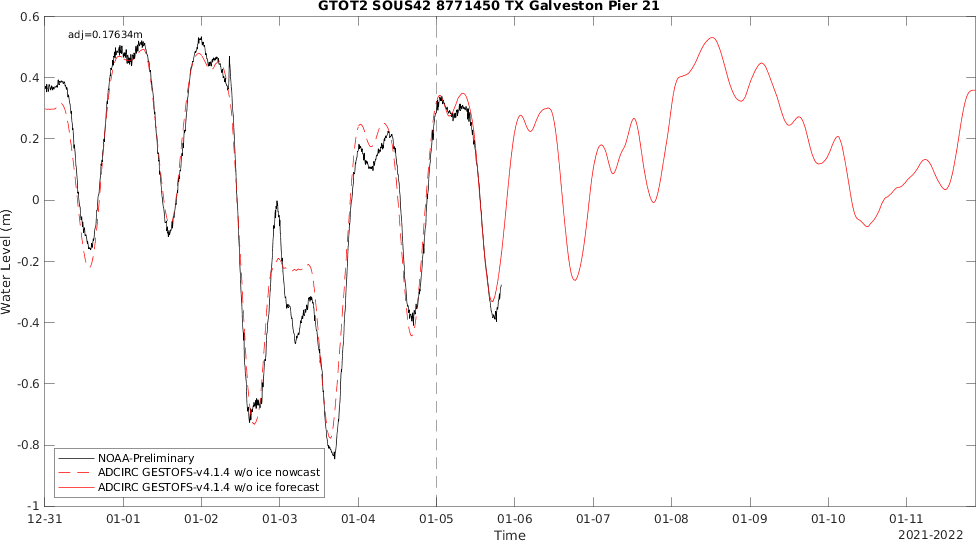 GTOT2 SOUS42 8771450 TX Galveston Pier 21
adj=0.17634m
0.6
0.4
0.2
0
-0.2
-0.4
-0.6
-0.8
-1
Water Level (m)
NOAA-Preliminary
ADCIRC GESTOFS-v4.1.4 w/o ice nowcast
ADCIRC GESTOFS-v4.1.4 w/o ice forecast
12-31 01-01 01-02 01-03 01-04 01-05 01-06 01-07 01-08 01-09 01-10 01-11
Time
2021-2022